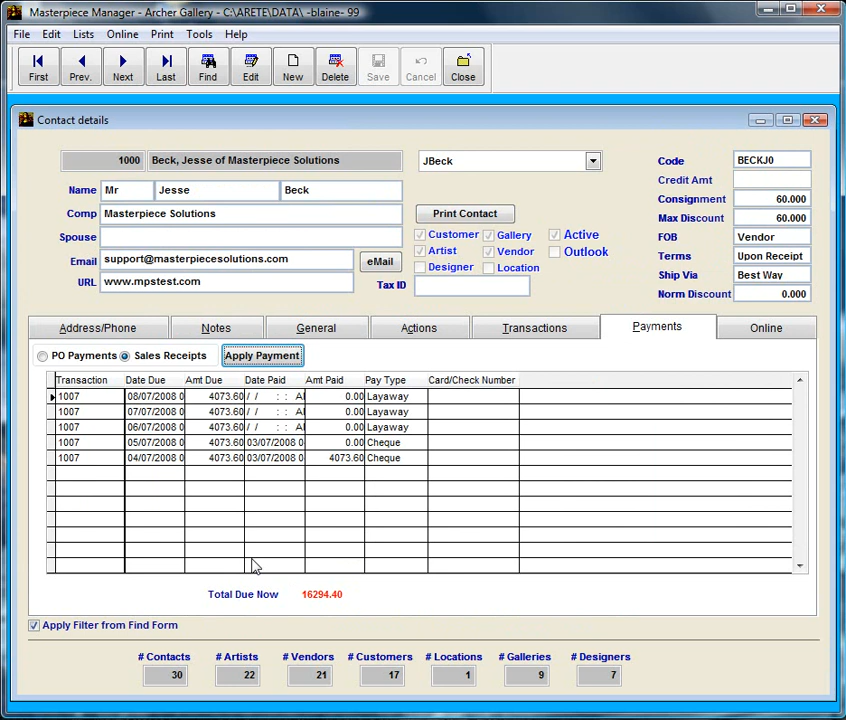 Masterpiece Manager - Archer Gallery - C:\ARETE\DATA\ -blaine- 99
File Edit Lists Online Print Tools Help
First Prev. Next Last Find Edit New Delete Save Cancel Close
Contact details
1000 Beck, Jesse of Masterpiece Solutions JBeck
Code BECKJ0
Credit Amt
Name Mr Jesse Beck
Consignment 60.000
Comp Masterpiece Solutions Print Contact
Max Discount 60.000
Spouse
Customer Gallery Active
FOB Vendor
Artist Vendor Outlook
Terms Upon Receipt
Email support@masterpiecesolutions.com eMail
Designer Location
Ship Via Best Way
URL www.mpstest.com
Tax ID
Norm Discount 0.000
Address/Phone Notes General Actions Transactions Payments Online
PO Payments Sales Receipts Apply Payment
Transaction Date Due Amt Due Date Paid Amt Paid Pay Type Card/Check Number
1007 08/07/2008 0 4073.60 / / : : AI 0.00 Layaway
1007 07/07/2008 0 4073.60 / / : : AI 0.00 Layaway
1007 06/07/2008 0 4073.60 / / : : AI 0.00 Layaway
1007 05/07/2008 0 4073.60 03/07/2008 0 0.00 Cheque
1007 04/07/2008 0 4073.60 03/07/2008 0 4073.60 Cheque
Total Due Now 16294.40
Apply Filter from Find Form
# Contacts # Artists # Vendors # Customers # Locations # Galleries # Designers
30 22 21 17 1 9 7